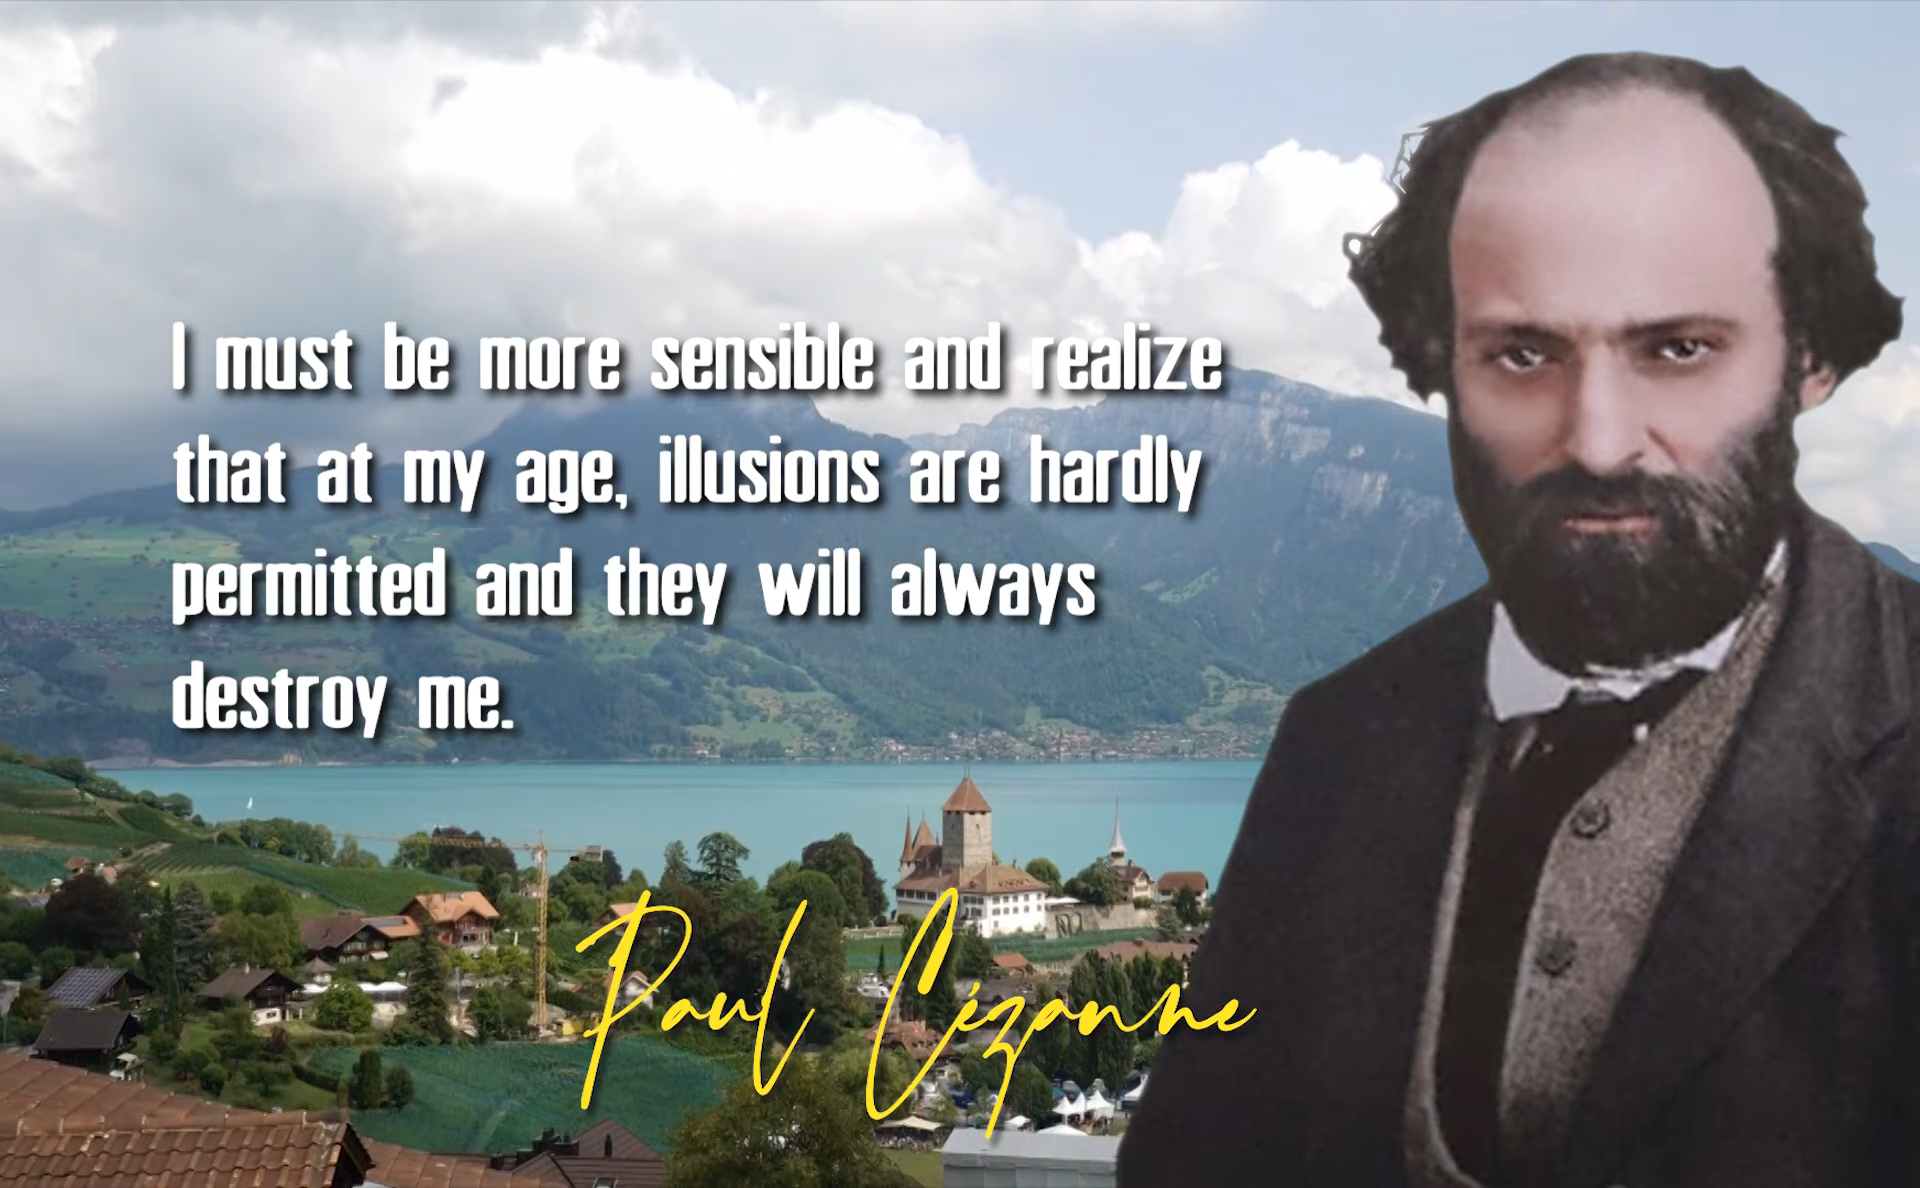 I must be more sensible and realize
that at my age, illusions are hardly
permitted and they will always
destroy me.
Paul Cézanne